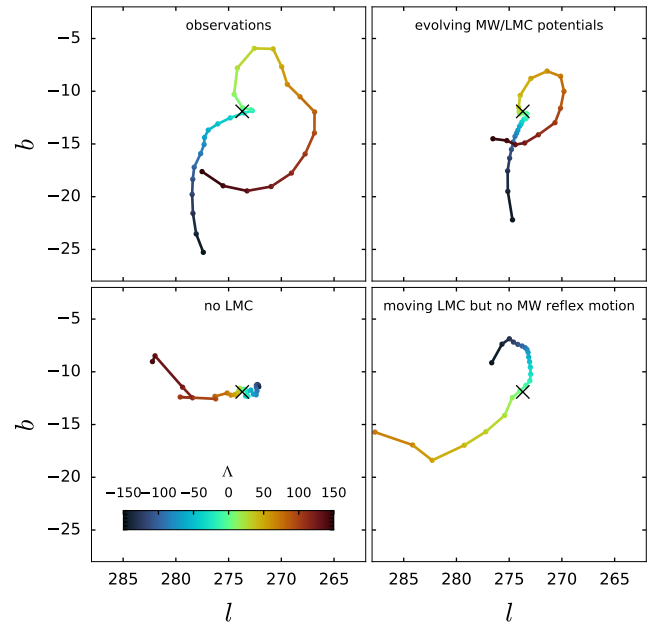 observations
evolving MW/LMC potentials
−5
−10
−15
−20
−25
b
no LMC
moving LMC but no MW reflex motion
−5
−10
−15
−20
−25
b
Λ
−150 −100 −50 0 50 100 150
285 280 275 270 265
285 280 275 270 265
l
l